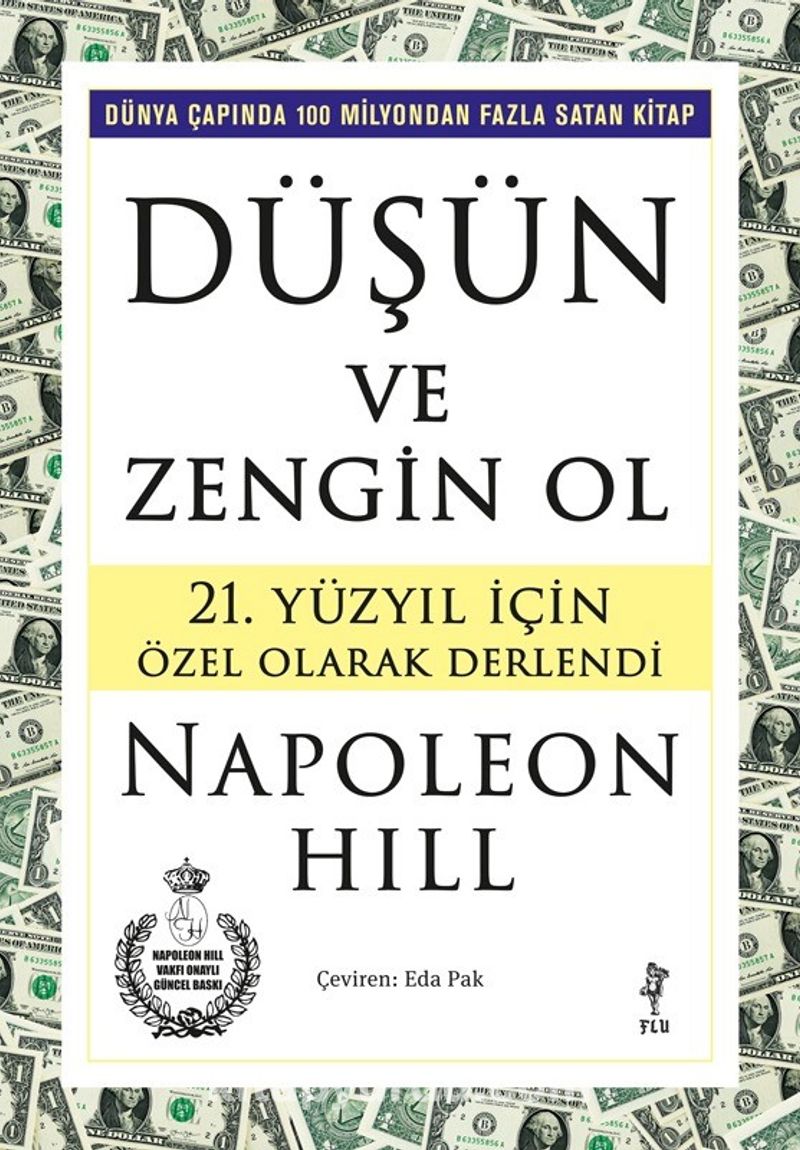 DÜNYA ÇAPINDA 100 MİLYONDAN FAZLA SATAN KİTAP
DÜŞÜN
VE
ZENGİN OL
21. YÜZYIL İÇİN
ÖZEL OLARAK DERLENDİ
NAPOLEON
HILL
NH
NAPOLEON HILL
VAKFI ONAYLI
GÜNCEL BASKI
Çeviren: Eda Pak
FLU